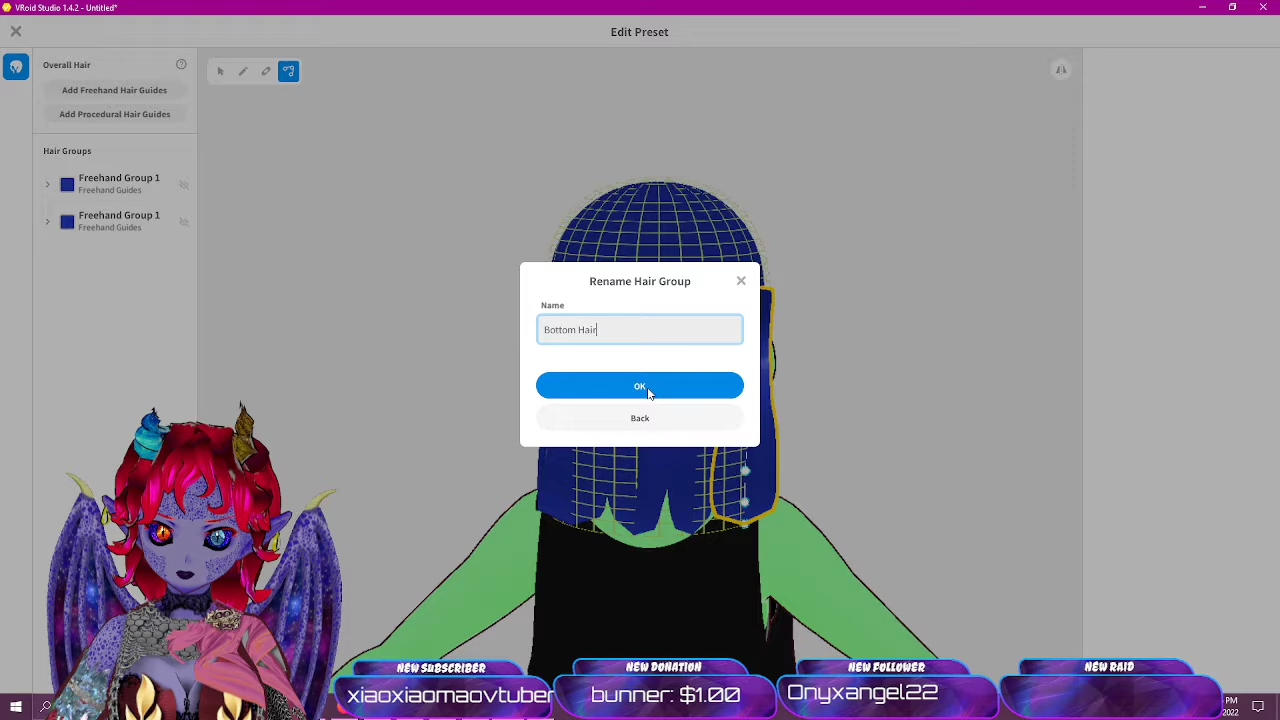 VRoid Studio 1.4.2 - Untitled*
Edit Preset
Overall Hair
Add Freehand Hair Guides
Add Procedural Hair Guides
Hair Groups
Freehand Group 1
Freehand Guides
Freehand Group 1
Freehand Guides
Rename Hair Group
Name
Bottom Hair
OK
Back
NEW SUBSCRIBER
xiaoxiaomaovtuber
NEW DONATION
bunner: $1.00
NEW FOLLOWER
Onyxangel22
NEW RAID
PM
2022